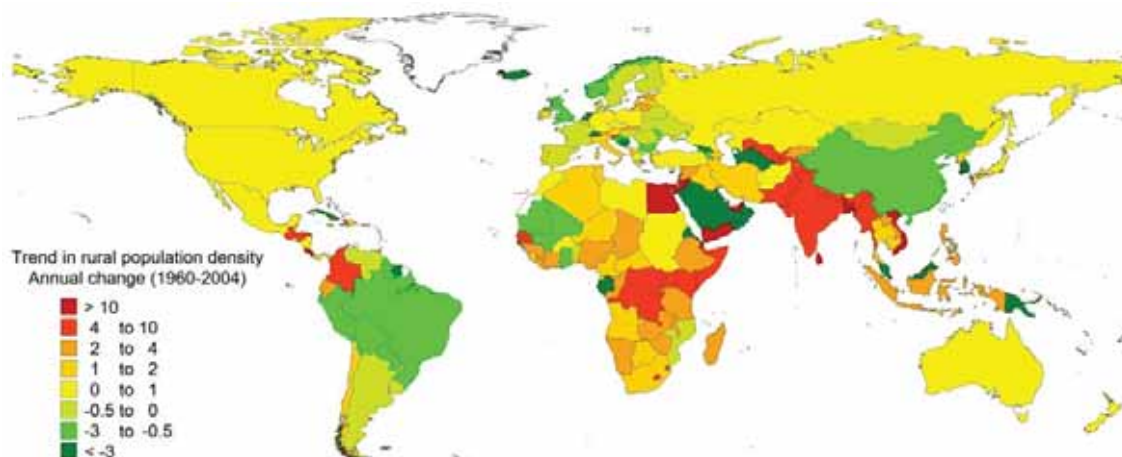 Trend in rural population density
Annual change (1960-2004)
> 10
4 to 10
2 to 4
1 to 2
0 to 1
-0.5 to 0
-3 to -0.5
< -3